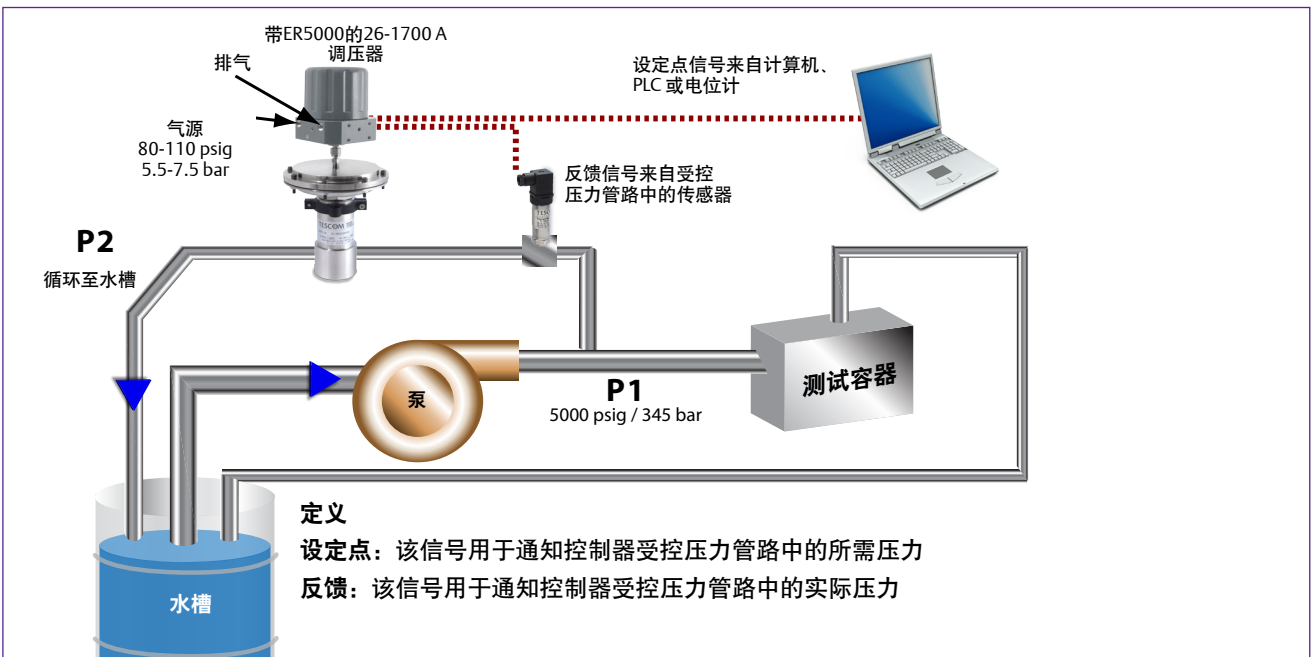 带ER5000的26-1700 A
调压器
排气
气源
80-110 psig
5.5-7.5 bar
设定点信号来自计算机、
PLC 或电位计
反馈信号来自受控
压力管路中的传感器
TESCOM
P2
循环至水槽
泵
P1
5000 psig / 345 bar
测试容器
定义
设定点：该信号用于通知控制器受控压力管路中的所需压力
反馈：该信号用于通知控制器受控压力管路中的实际压力
水槽